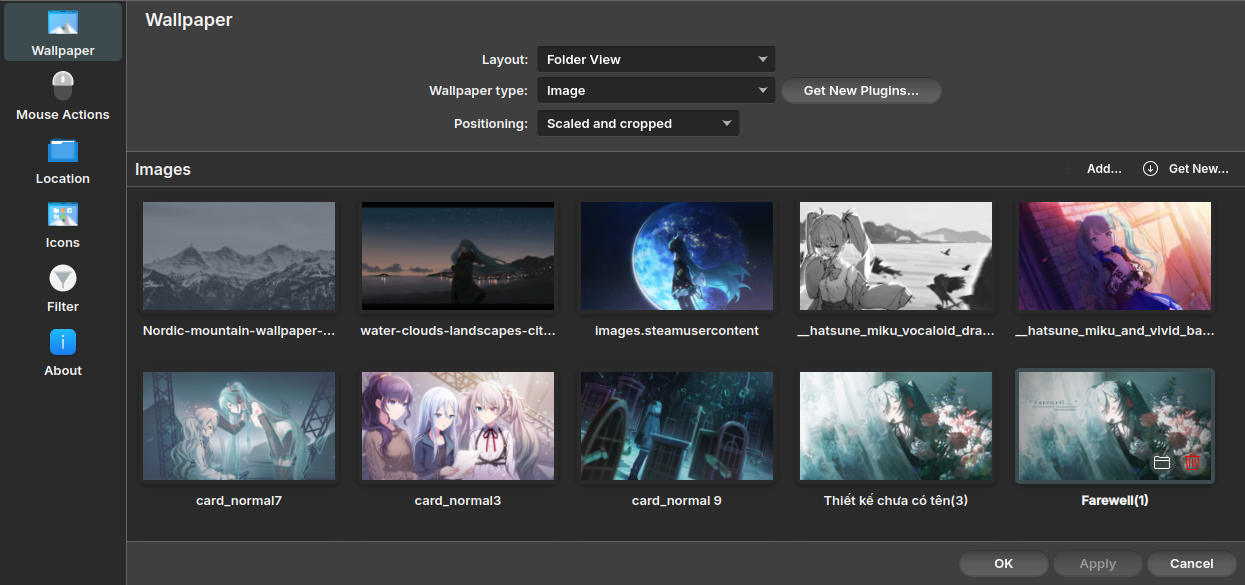 Wallpaper
Mouse Actions
Location
Icons
Filter
About
Wallpaper
Layout: Folder View
Wallpaper type: Image Get New Plugins...
Positioning: Scaled and cropped
Images Add... Get New...
Nordic-mountain-wallpaper-...
water-clouds-landscapes-cit...
images.steamusercontent
__hatsune_miku_vocaloid_dra...
__hatsune_miku_and_vivid_ba...
card_normal7
card_normal3
card_normal 9
Thiết kế chưa có tên(3)
"Farewell..."
Farewell(1)
OK Apply Cancel